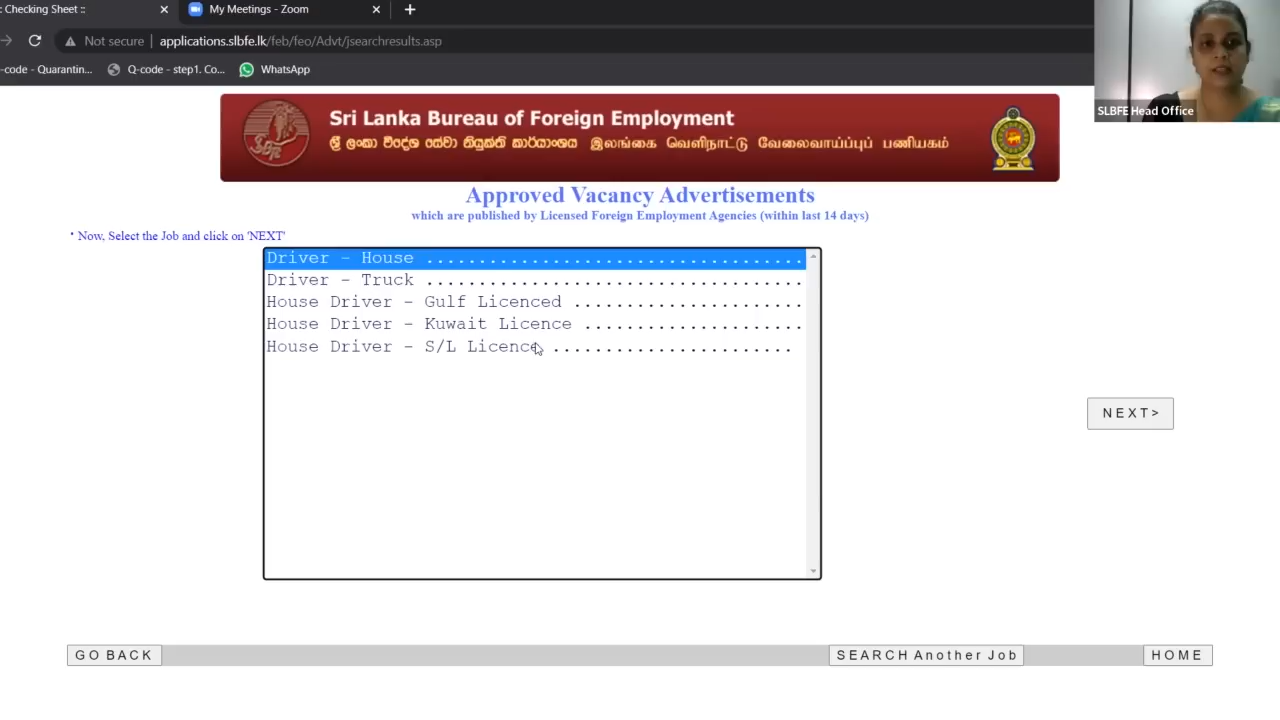 : Checking Sheet ::
My Meetings - Zoom
Not secure
applications.slbfe.lk/feb/feo/Advt/jsearchresults.asp
-code - Quarantin...
Q-code - step1. Co...
WhatsApp
SLBFE Head Office
Sri Lanka Bureau of Foreign Employment
ශ්‍රී ලංකා විදේශ සේවා නියුක්ති කාර්යාංශය இலங்கை வெளிநாட்டு வேலைவாய்ப்புப் பணியகம்
Approved Vacancy Advertisements
which are published by Licensed Foreign Employment Agencies (within last 14 days)
* Now, Select the Job and click on 'NEXT'
Driver - House ....................................
Driver - Truck ....................................
House Driver - Gulf Licenced ......................
House Driver - Kuwait Licence .....................
House Driver - S/L Licence .......................
NEXT>
GO BACK
SEARCH Another Job
HOME